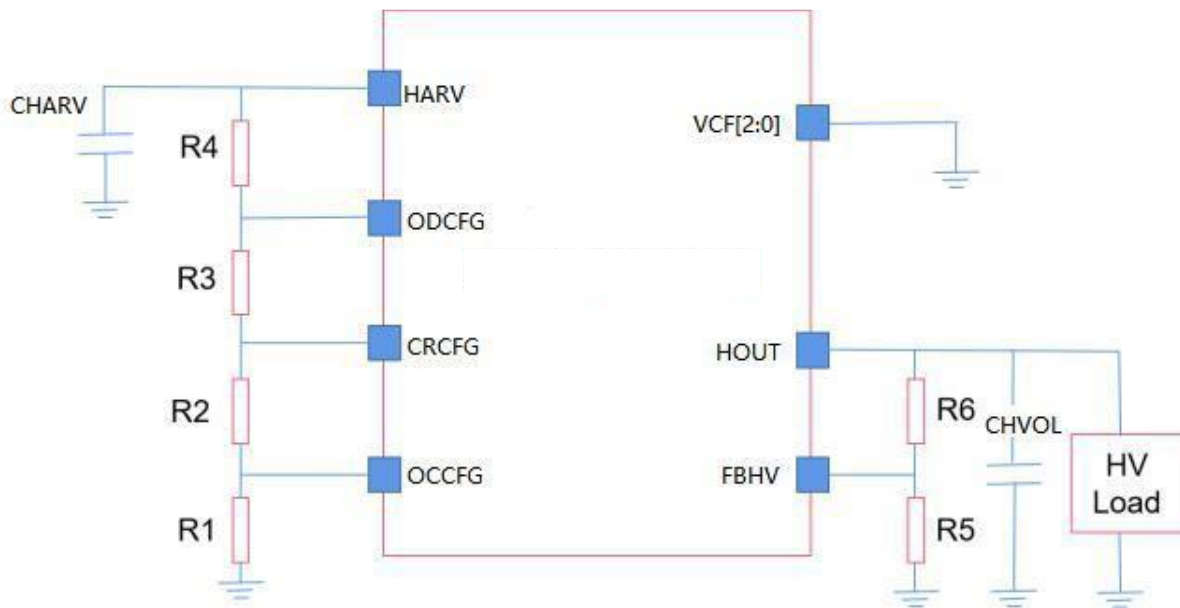 CHARV
HARV
R4
VCF[2:0]
ODCFG
R3
CRCFG
HOUT
R2
R6
CHVOL
OCCFG
FBHV
HV
Load
R1
R5